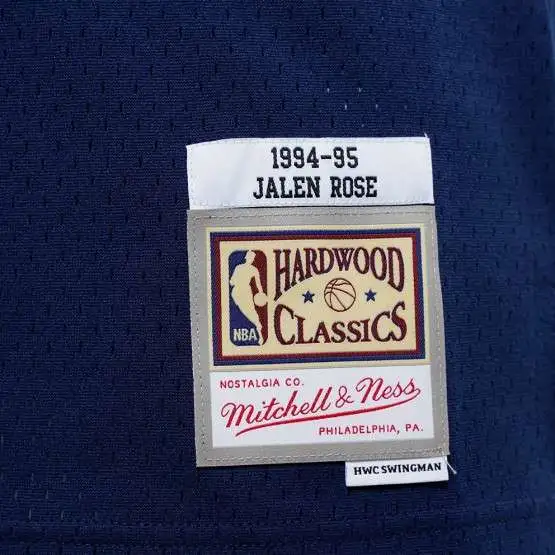 1994-95
JALEN ROSE
HARDWOOD
CLASSICS
NBA
NOSTALGIA CO.
Mitchell & Ness
PHILADELPHIA, PA.
HWC SWINGMAN